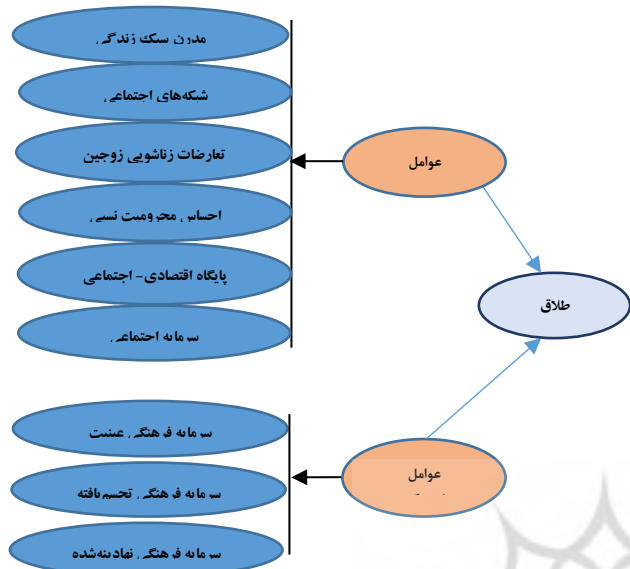 مدرن سبک زندگی
شبکه‌های اجتماعی
تعارضات زناشویی زوجین
احساس محرومیت نسبی
پایگاه اقتصادی- اجتماعی
سرمایه اجتماعی
عوامل
طلاق
سرمایه فرهنگی عینیت
سرمایه فرهنگی تجسم‌یافته
سرمایه فرهنگی نهادینه‌شده
عوامل